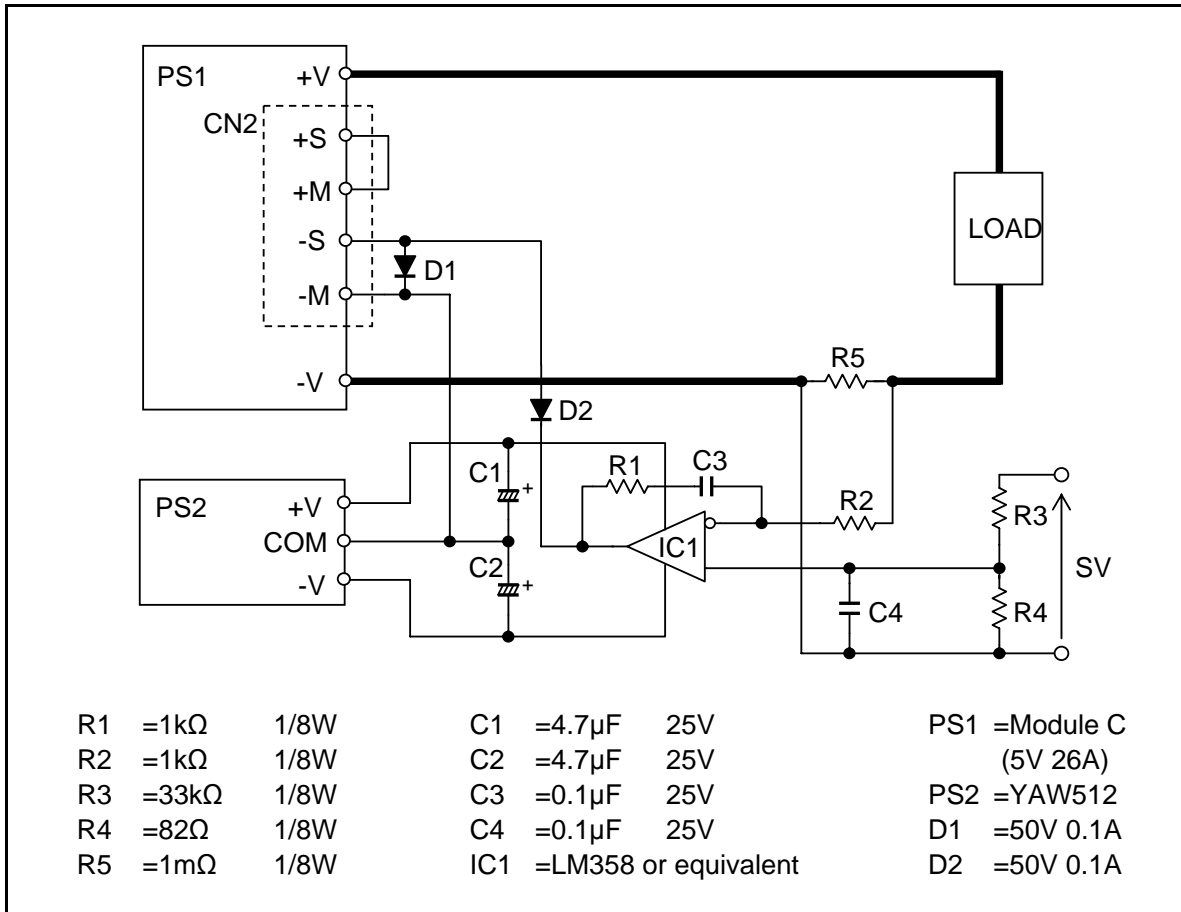 PS1
+V
CN2
+S
+M
-S
D1
-M
-V
LOAD
R5
D2
PS2
+V
COM
-V
C1
+
C2
+
R1
C3
R2
IC1
C4
R3
R4
SV
R1 =1kΩ 1/8W
R2 =1kΩ 1/8W
R3 =33kΩ 1/8W
R4 =82Ω 1/8W
R5 =1mΩ 1/8W
C1 =4.7µF 25V
C2 =4.7µF 25V
C3 =0.1µF 25V
C4 =0.1µF 25V
IC1 =LM358 or equivalent
PS1 =Module C
(5V 26A)
PS2 =YAW512
D1 =50V 0.1A
D2 =50V 0.1A